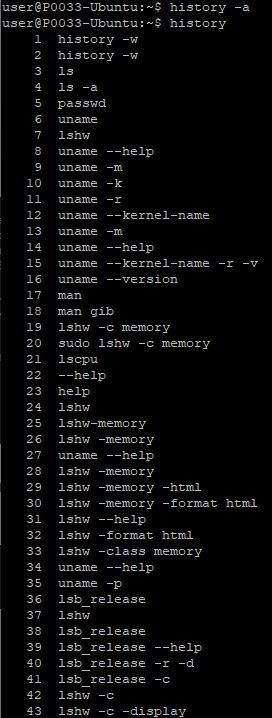 user@P0033-Ubuntu:~$ history -a
user@P0033-Ubuntu:~$ history
1 history -w
2 history -w
3 ls
4 ls -a
5 passwd
6 uname
7 lshw
8 uname --help
9 uname -m
10 uname -k
11 uname -r
12 uname --kernel-name
13 uname -m
14 uname --help
15 uname --kernel-name -r -v
16 uname --version
17 man
18 man gib
19 lshw -c memory
20 sudo lshw -c memory
21 lscpu
22 --help
23 help
24 lshw
25 lshw-memory
26 lshw -memory
27 uname --help
28 lshw -memory
29 lshw -memory -html
30 lshw -memory -format html
31 lshw --help
32 lshw -format html
33 lshw -class memory
34 uname --help
35 uname -p
36 lsb_release
37 lshw
38 lsb_release
39 lsb_release --help
40 lsb_release -r -d
41 lsb_release -c
42 lshw -c
43 lshw -c -display